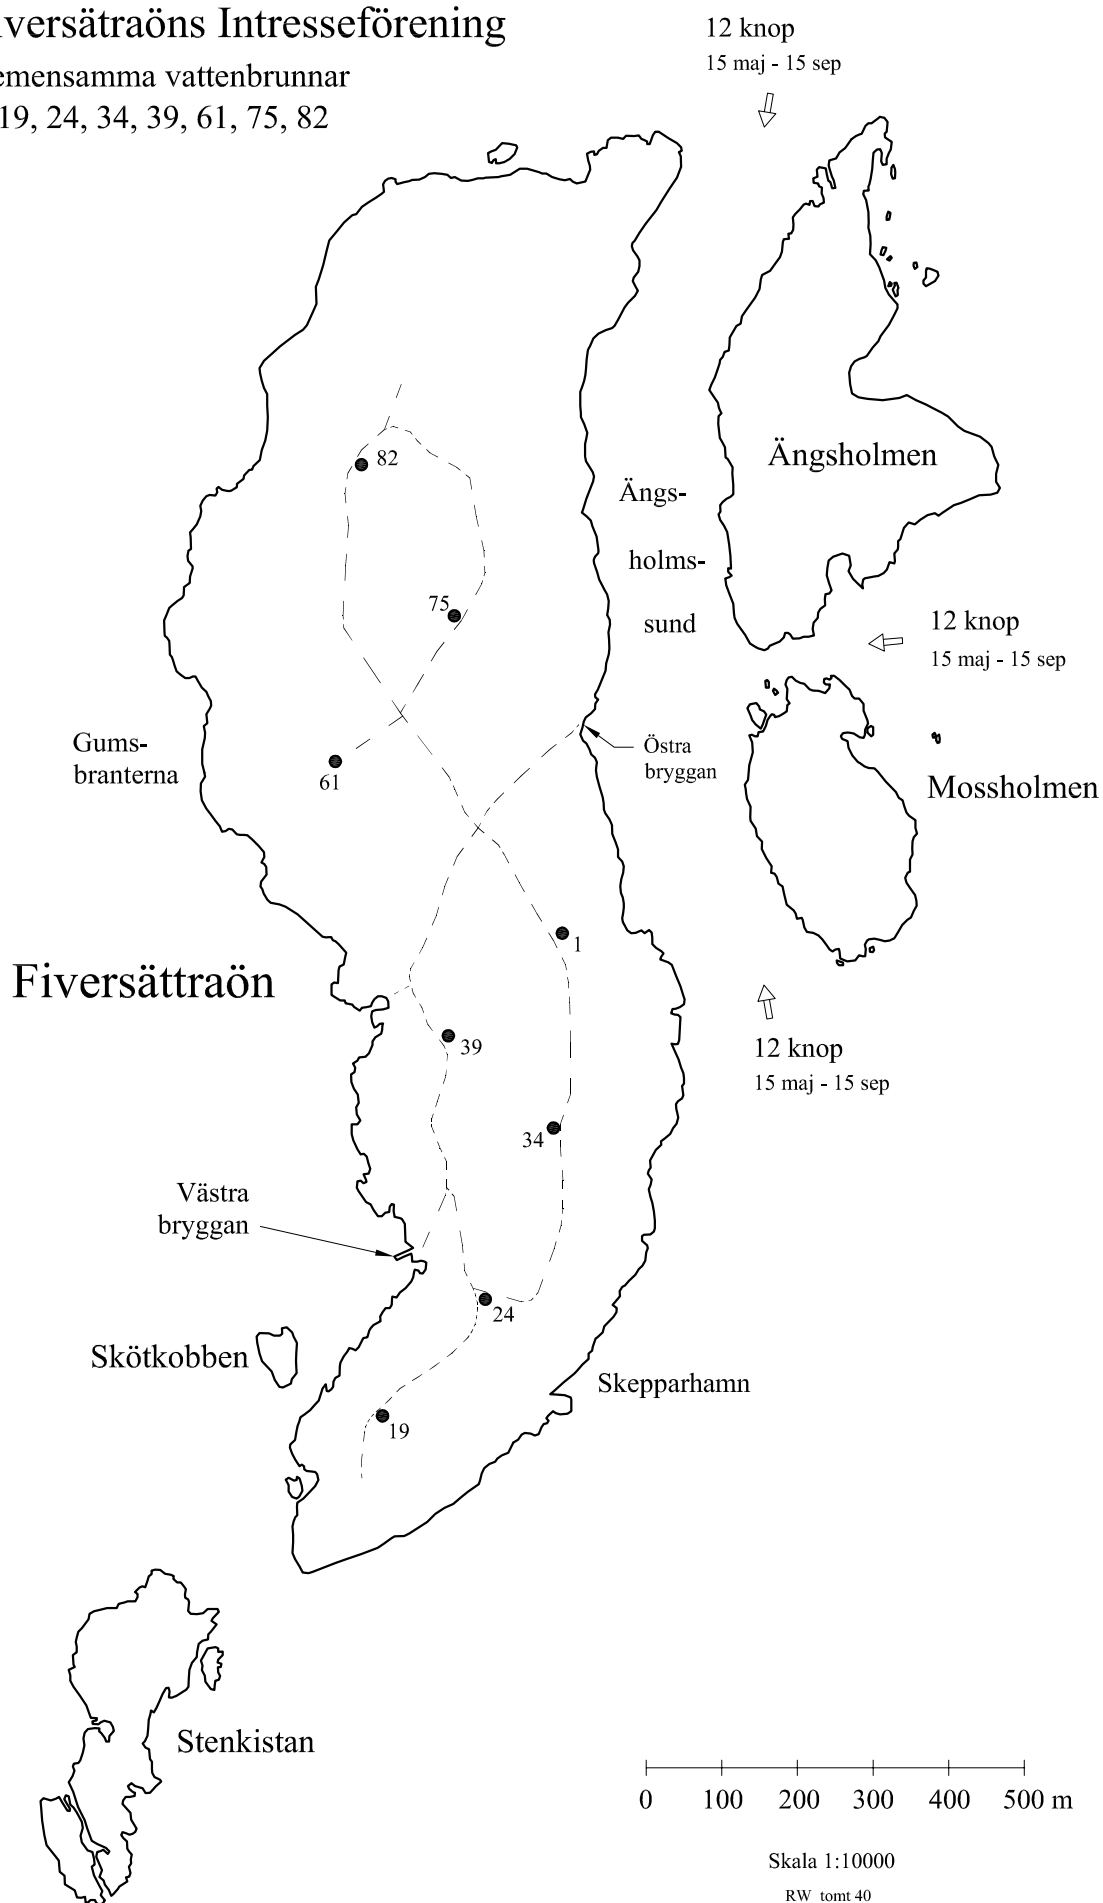 iversätraöns Intresseförening
emensamma vattenbrunnar
19, 24, 34, 39, 61, 75, 82
12 knop
15 maj - 15 sep
82
Ängsholmen
Ängs-
holms-
sund
75
12 knop
15 maj - 15 sep
Gums-
branterna
61
Östra
bryggan
Mossholmen
1
Fiversättraön
39
12 knop
15 maj - 15 sep
34
Västra
bryggan
24
Skötkobben
Skepparhamn
19
Stenkistan
0 100 200 300 400 500 m
Skala 1:10000
RW tomt 40